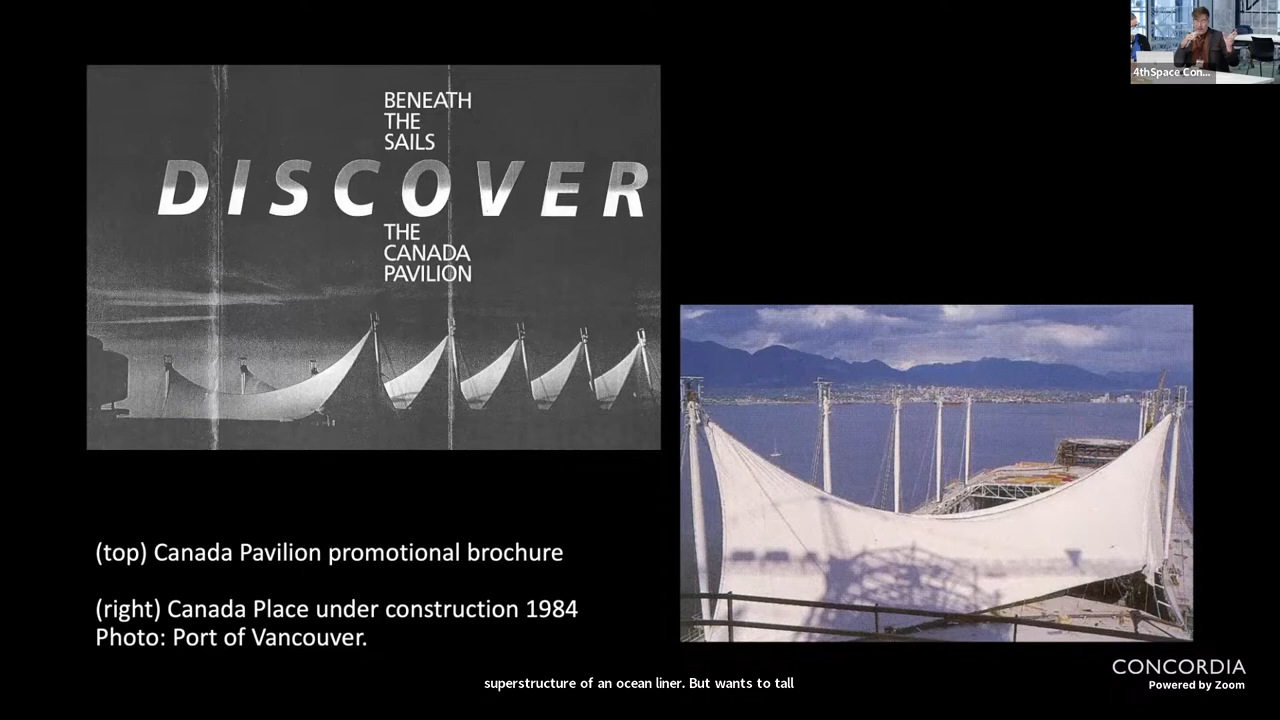 4thSpace Con...
BENEATH
THE
SAILS
DISCOVER
THE
CANADA
PAVILION
(top) Canada Pavilion promotional brochure
(right) Canada Place under construction 1984
Photo: Port of Vancouver.
CONCORDIA
superstructure of an ocean liner. But wants to tall
Powered by Zoom